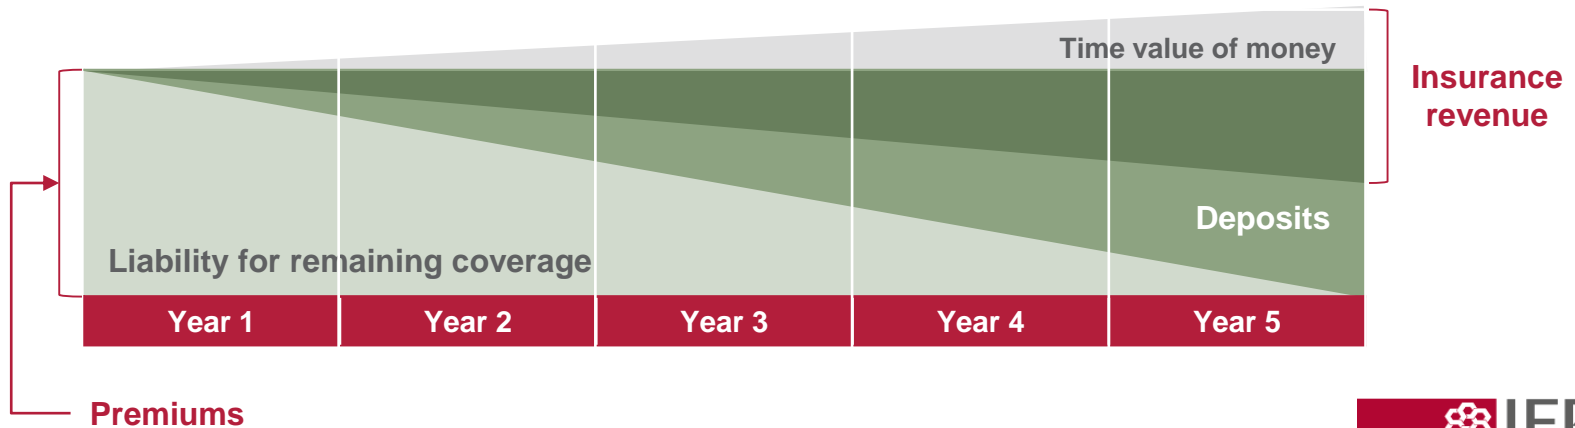 Time value of money
Insurance
revenue
Deposits
Liability for remaining coverage
Year 1
Year 2
Year 3
Year 4
Year 5
Premiums